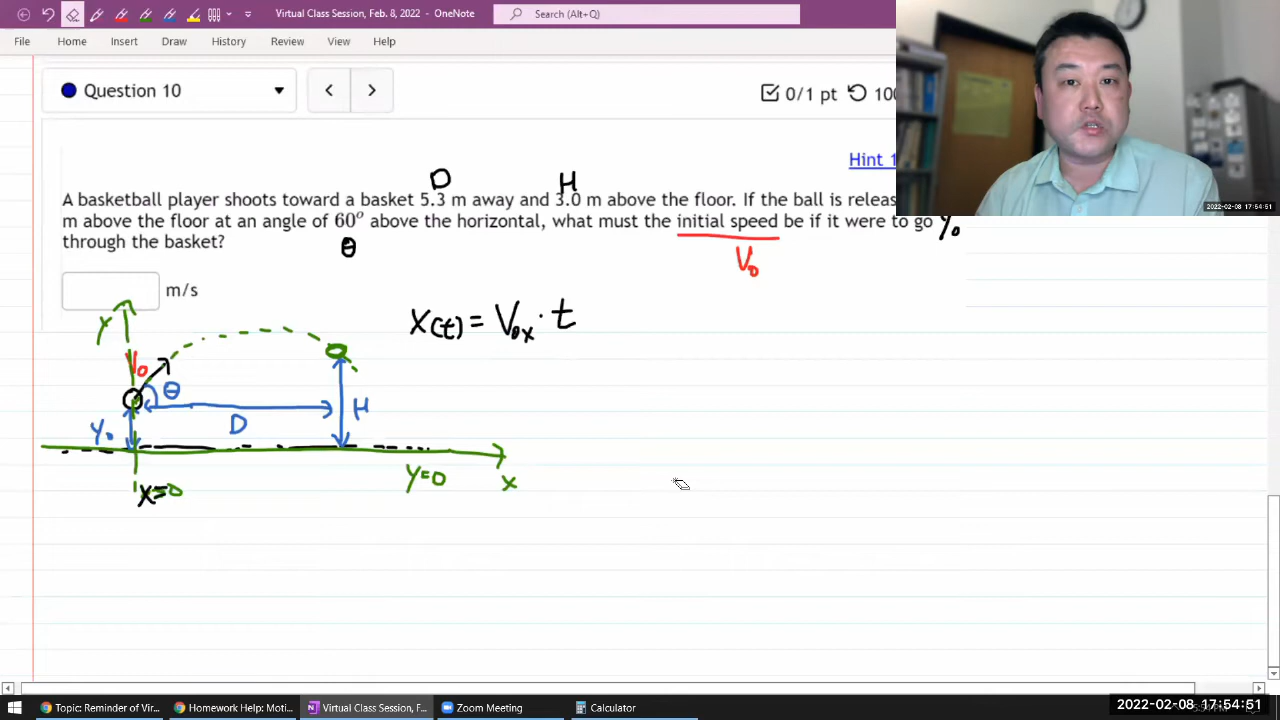 Virtual Class Session, Feb. 8, 2022 - OneNote
Search (Alt+Q)
File Home Insert Draw History Review View Help
Question 10
0/1 pt 100
Hint 1
D H
A basketball player shoots toward a basket 5.3 m away and 3.0 m above the floor. If the ball is releas
m above the floor at an angle of 60° above the horizontal, what must the initial speed be if it were to go y₀
through the basket?
θ
V₀
m/s
X(t) = V₀ₓ · t
Y
V₀
θ
H
D
y₀
Y=0
X
X=0
2022-02-08 17:54:51
Topic: Reminder of Vir... Homework Help: Moti... Virtual Class Session, F... Zoom Meeting Calculator
2022-02-08 17:54:51